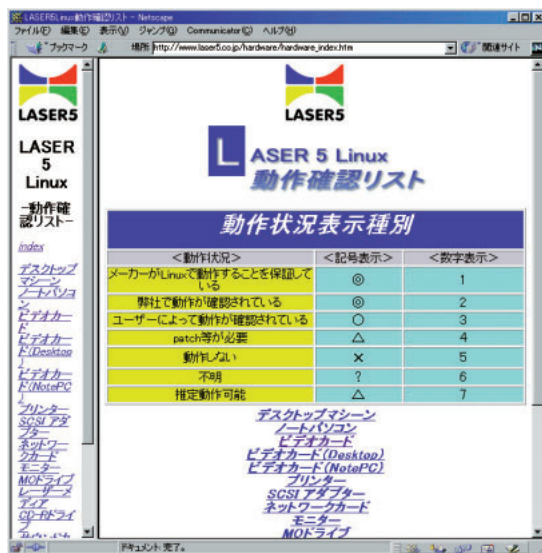 LASER5Linux動作確認リスト - Netscape
ファイル(F) 編集(E) 表示(V) ジャンプ(G) Communicator(C) ヘルプ(H)
ブックマーク 場所 http://www.laser5.co.jp/hardware/hardware_index.htm 関連サイト
LASER5
LASER
5
Linux
-動作確
認リスト-
index
デスクトップ
マシーン
ノートパソコ
ン
ビデオカード
ビデオカー
ド(Desktop
)
ビデオカー
ド(NotePC
)
プリンター
SCSI アダ
プター
ネットワー
クカード
モニター
MOドライブ
レーザーメ
ディア
CD-Rドライ
ブ
LASER5
LASER 5 Linux
動作確認リスト
動作状況表示種別
<動作状況> <記号表示> <数字表示>
メーカーがLinuxで動作することを保証して
いる ◎ 1
弊社で動作が確認されている ◎ 2
ユーザーによって動作が確認されている ○ 3
patch等が必要 △ 4
動作しない × 5
不明 ? 6
推定動作可能 △ 7
デスクトップマシーン
ノートパソコン
ビデオカード
ビデオカード(Desktop)
ビデオカード(NotePC)
プリンター
SCSI アダプター
ネットワークカード
モニター
MOドライブ
ドキュメント: 完了。